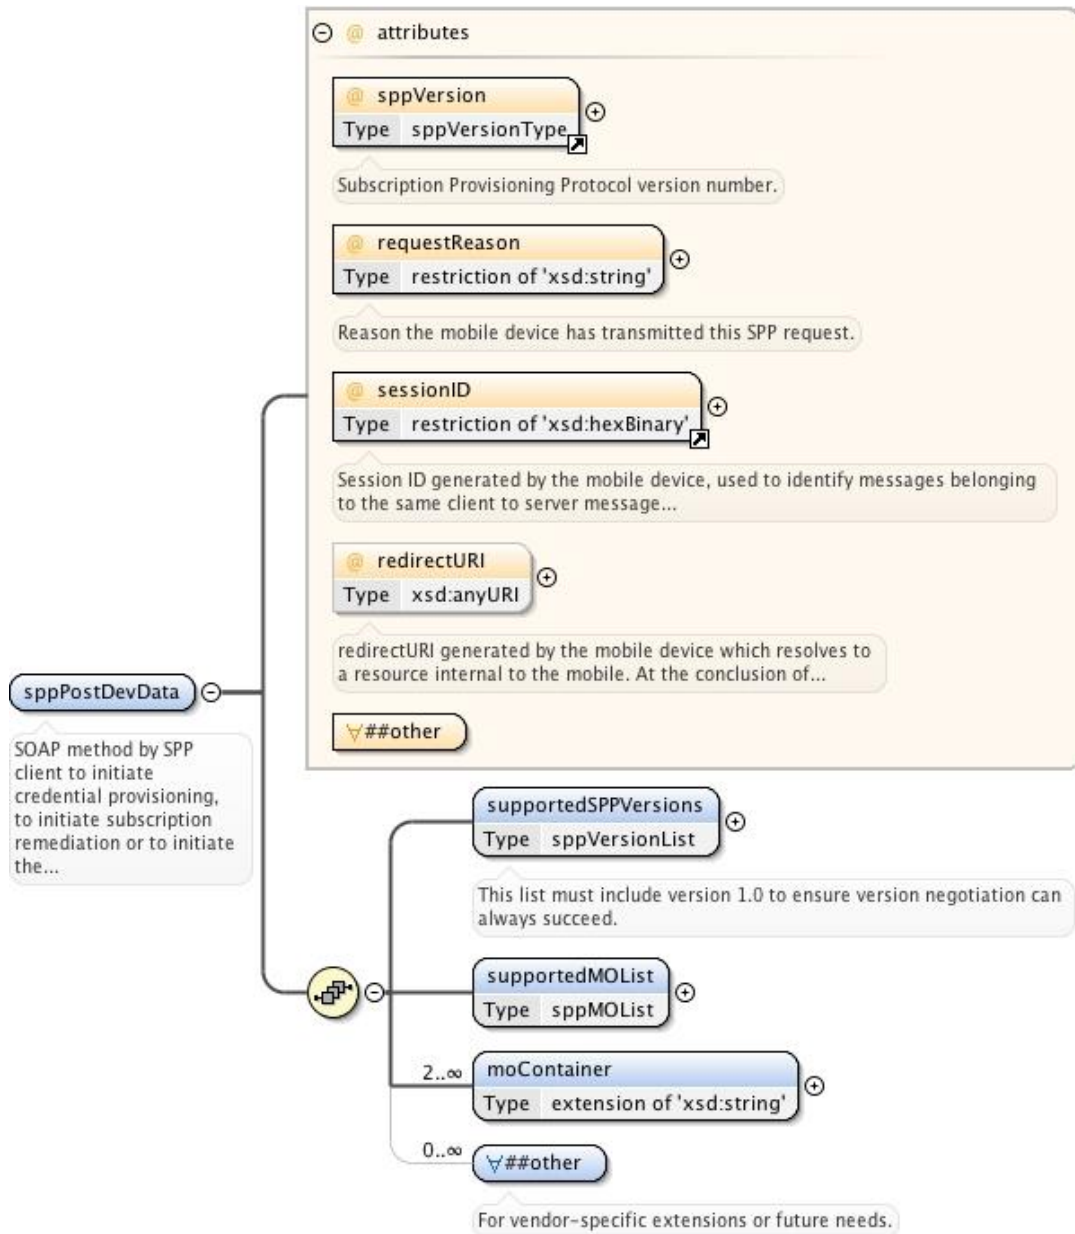 @ attributes
@ sppVersion
Type sppVersionType
Subscription Provisioning Protocol version number.
@ requestReason
Type restriction of 'xsd:string'
Reason the mobile device has transmitted this SPP request.
@ sessionID
Type restriction of 'xsd:hexBinary'
Session ID generated by the mobile device, used to identify messages belonging
to the same client to server message...
@ redirectURI
Type xsd:anyURI
redirectURI generated by the mobile device which resolves to
a resource internal to the mobile. At the conclusion of...
∀##other
sppPostDevData
SOAP method by SPP
client to initiate
credential provisioning,
to initiate subscription
remediation or to initiate
the...
supportedSPPVersions
Type sppVersionList
This list must include version 1.0 to ensure version negotiation can
always succeed.
supportedMOList
Type sppMOList
2..∞
moContainer
Type extension of 'xsd:string'
0..∞
∀##other
For vendor-specific extensions or future needs.